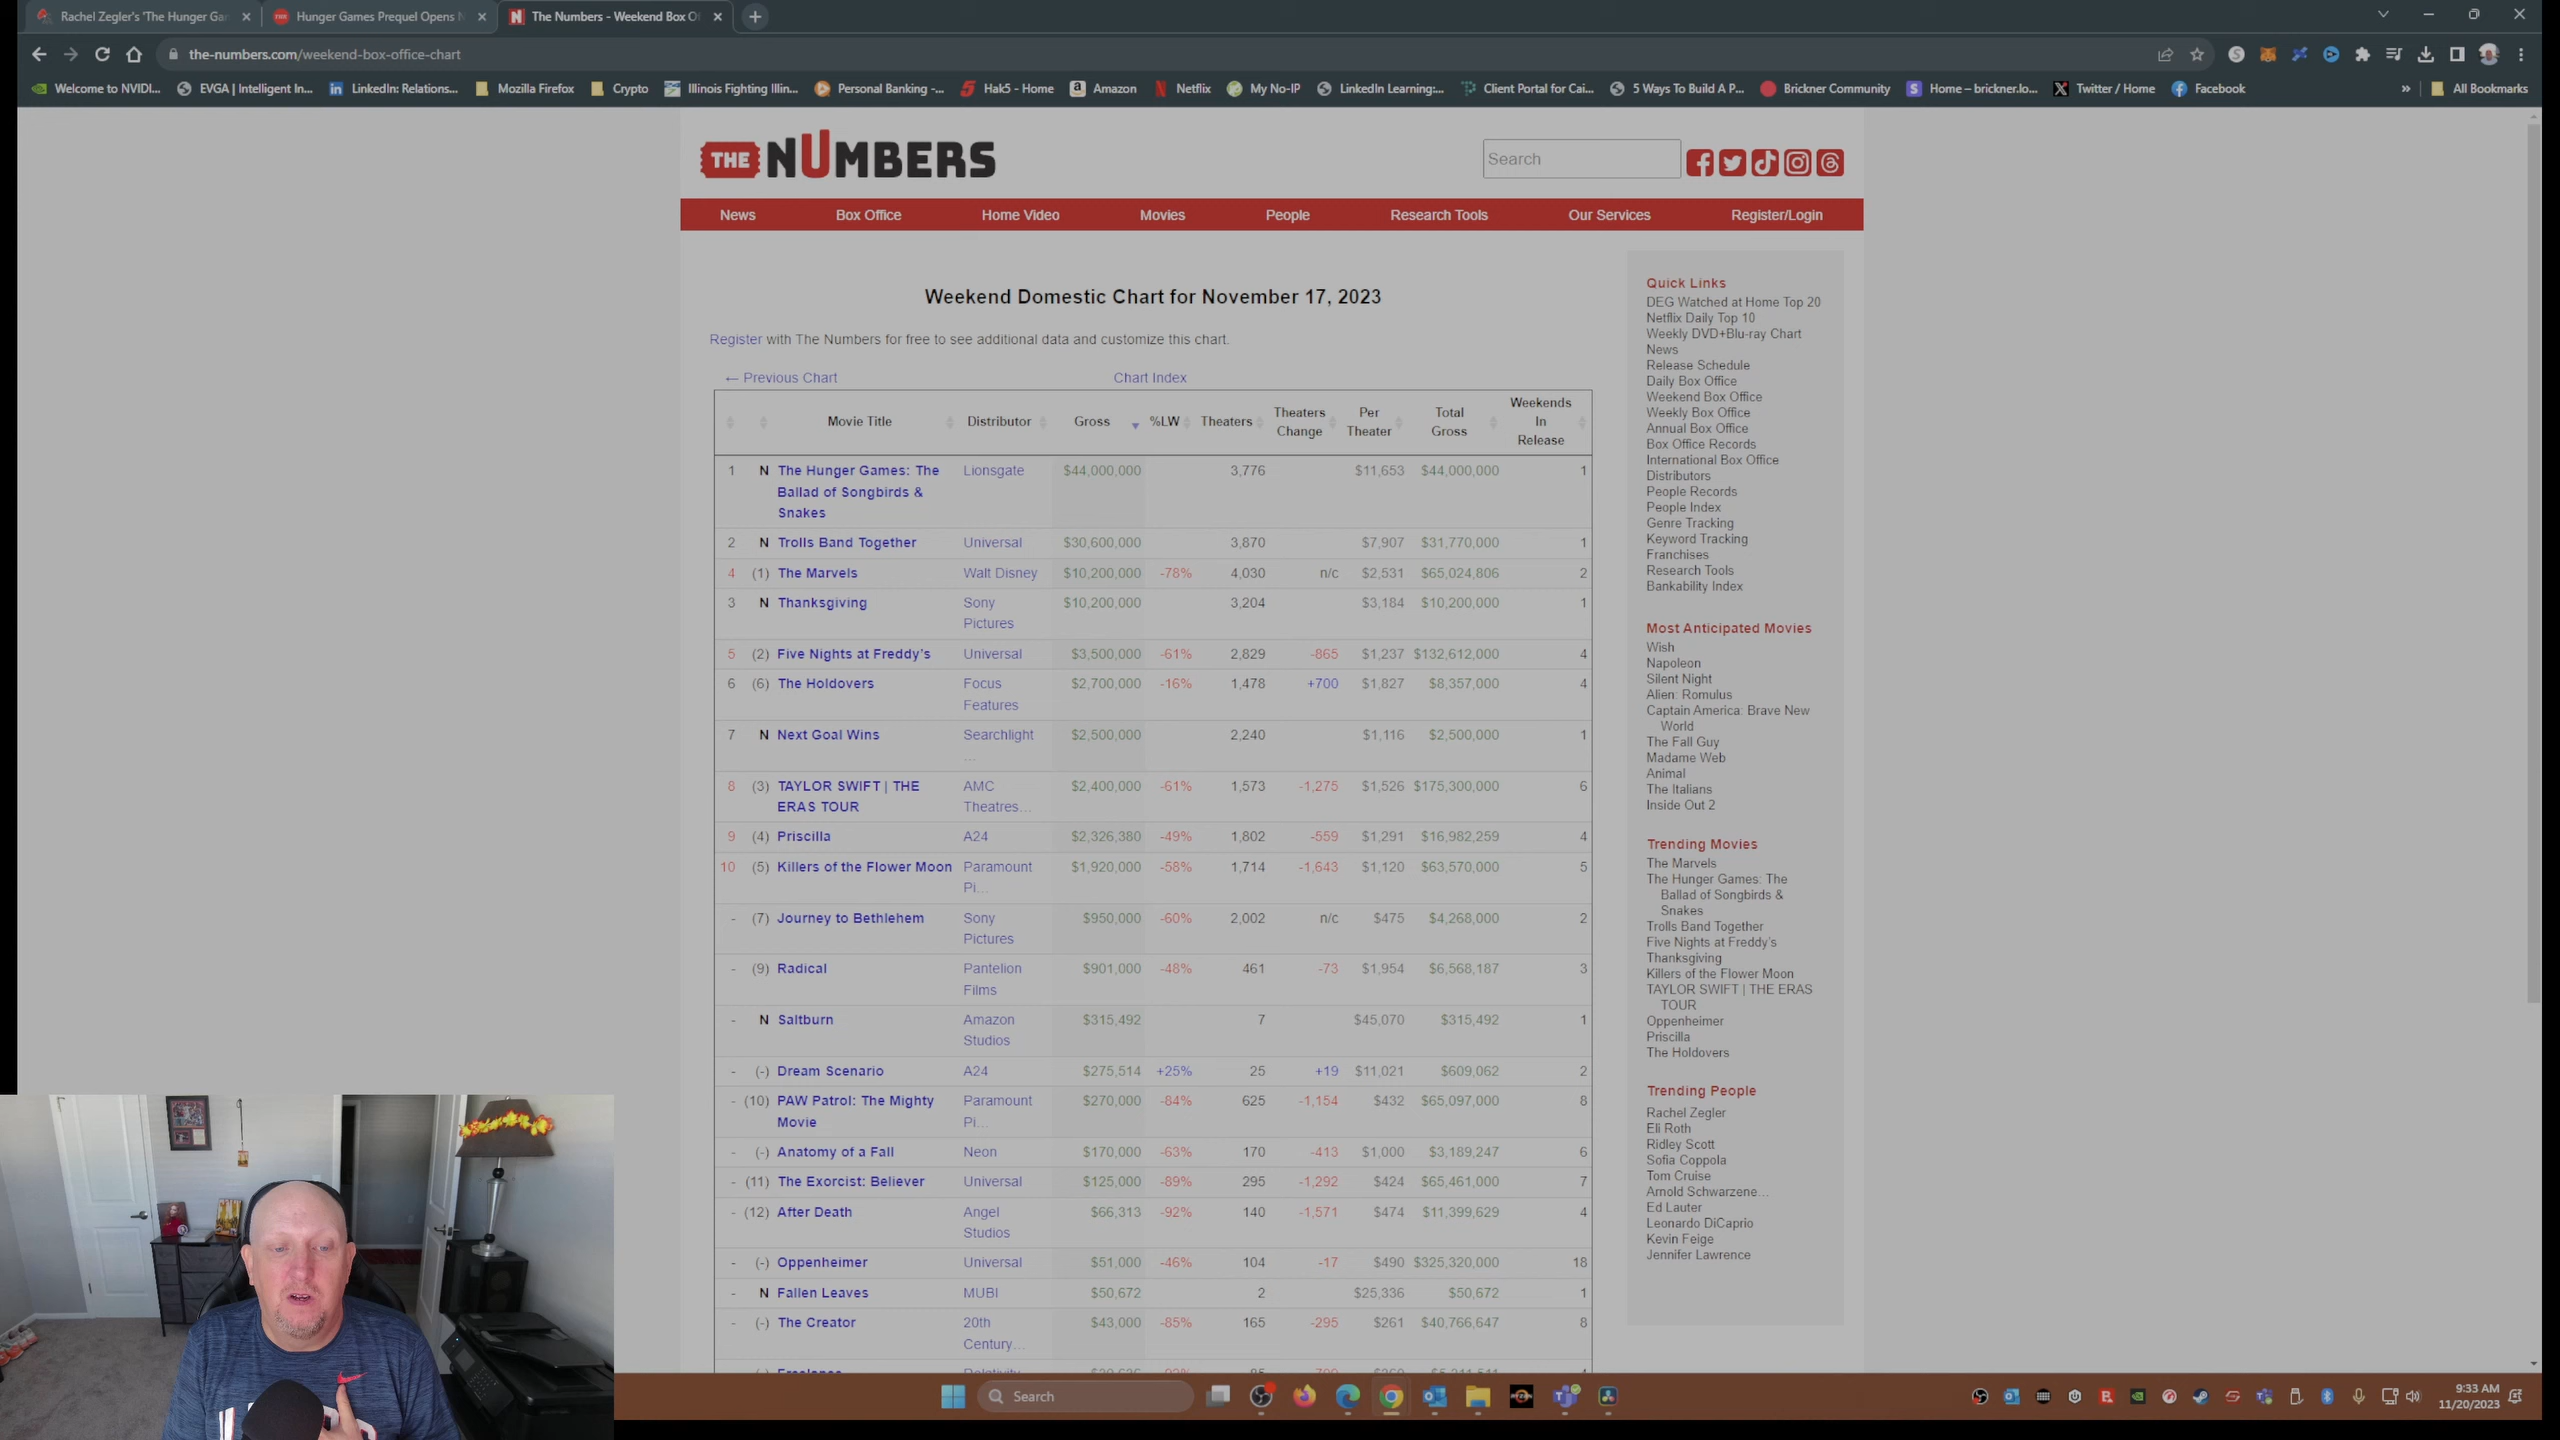 Rachel Zegler's 'The Hunger Gar
Hunger Games Prequel Opens N
The Numbers - Weekend Box O
the-numbers.com/weekend-box-office-chart
Welcome to NVIDI...
EVGA | Intelligent In...
LinkedIn: Relations...
Mozilla Firefox
Crypto
Illinois Fighting Illin...
Personal Banking -...
Hak5 - Home
Amazon
Netflix
My No-IP
LinkedIn Learning:...
Client Portal for Cai...
5 Ways To Build A P...
Brickner Community
Home – brickner.lo...
Twitter / Home
Facebook
»
All Bookmarks
THE NUMBERS
Search
News Box Office Home Video Movies People Research Tools Our Services Register/Login
Weekend Domestic Chart for November 17, 2023
Register with The Numbers for free to see additional data and customize this chart.
← Previous Chart
Chart Index
Movie Title Distributor Gross %LW Theaters Theaters Change Per Theater Total Gross Weekends In Release
1 N The Hunger Games: The Lionsgate $44,000,000 3,776 $11,653 $44,000,000 1
Ballad of Songbirds &
Snakes
2 N Trolls Band Together Universal $30,600,000 3,870 $7,907 $31,770,000 1
4 (1) The Marvels Walt Disney $10,200,000 -78% 4,030 n/c $2,531 $65,024,806 2
3 N Thanksgiving Sony $10,200,000 3,204 $3,184 $10,200,000 1
Pictures
5 (2) Five Nights at Freddy's Universal $3,500,000 -61% 2,829 -865 $1,237 $132,612,000 4
6 (6) The Holdovers Focus $2,700,000 -16% 1,478 +700 $1,827 $8,357,000 4
Features
7 N Next Goal Wins Searchlight $2,500,000 2,240 $1,116 $2,500,000 1
...
8 (3) TAYLOR SWIFT | THE AMC $2,400,000 -61% 1,573 -1,275 $1,526 $175,300,000 6
ERAS TOUR Theatres...
9 (4) Priscilla A24 $2,326,380 -49% 1,802 -559 $1,291 $16,982,259 4
10 (5) Killers of the Flower Moon Paramount $1,920,000 -58% 1,714 -1,643 $1,120 $63,570,000 5
Pi...
- (7) Journey to Bethlehem Sony $950,000 -60% 2,002 n/c $475 $4,268,000 2
Pictures
- (9) Radical Pantelion $901,000 -48% 461 -73 $1,954 $6,568,187 3
Films
- N Saltburn Amazon $315,492 7 $45,070 $315,492 1
Studios
- (-) Dream Scenario A24 $275,514 +25% 25 +19 $11,021 $609,062 2
- (10) PAW Patrol: The Mighty Paramount $270,000 -84% 625 -1,154 $432 $65,097,000 8
Movie Pi...
- (-) Anatomy of a Fall Neon $170,000 -63% 170 -413 $1,000 $3,189,247 6
- (11) The Exorcist: Believer Universal $125,000 -89% 295 -1,292 $424 $65,461,000 7
- (12) After Death Angel $66,313 -92% 140 -1,571 $474 $11,399,629 4
Studios
- (-) Oppenheimer Universal $51,000 -46% 104 -17 $490 $325,320,000 18
- N Fallen Leaves MUBI $50,672 2 $25,336 $50,672 1
- (-) The Creator 20th $43,000 -85% 165 -295 $261 $40,766,647 8
Century...
Quick Links
DEG Watched at Home Top 20
Netflix Daily Top 10
Weekly DVD+Blu-ray Chart
News
Release Schedule
Daily Box Office
Weekend Box Office
Weekly Box Office
Annual Box Office
Box Office Records
International Box Office
Distributors
People Records
People Index
Genre Tracking
Keyword Tracking
Franchises
Research Tools
Bankability Index
Most Anticipated Movies
Wish
Napoleon
Silent Night
Alien: Romulus
Captain America: Brave New
World
The Fall Guy
Madame Web
Animal
The Italians
Inside Out 2
Trending Movies
The Marvels
The Hunger Games: The
Ballad of Songbirds &
Snakes
Trolls Band Together
Five Nights at Freddy's
Thanksgiving
Killers of the Flower Moon
TAYLOR SWIFT | THE ERAS
TOUR
Oppenheimer
Priscilla
The Holdovers
Trending People
Rachel Zegler
Eli Roth
Ridley Scott
Sofia Coppola
Tom Cruise
Arnold Schwarzene...
Ed Lauter
Leonardo DiCaprio
Kevin Feige
Jennifer Lawrence
Search
9:33 AM
11/20/2023